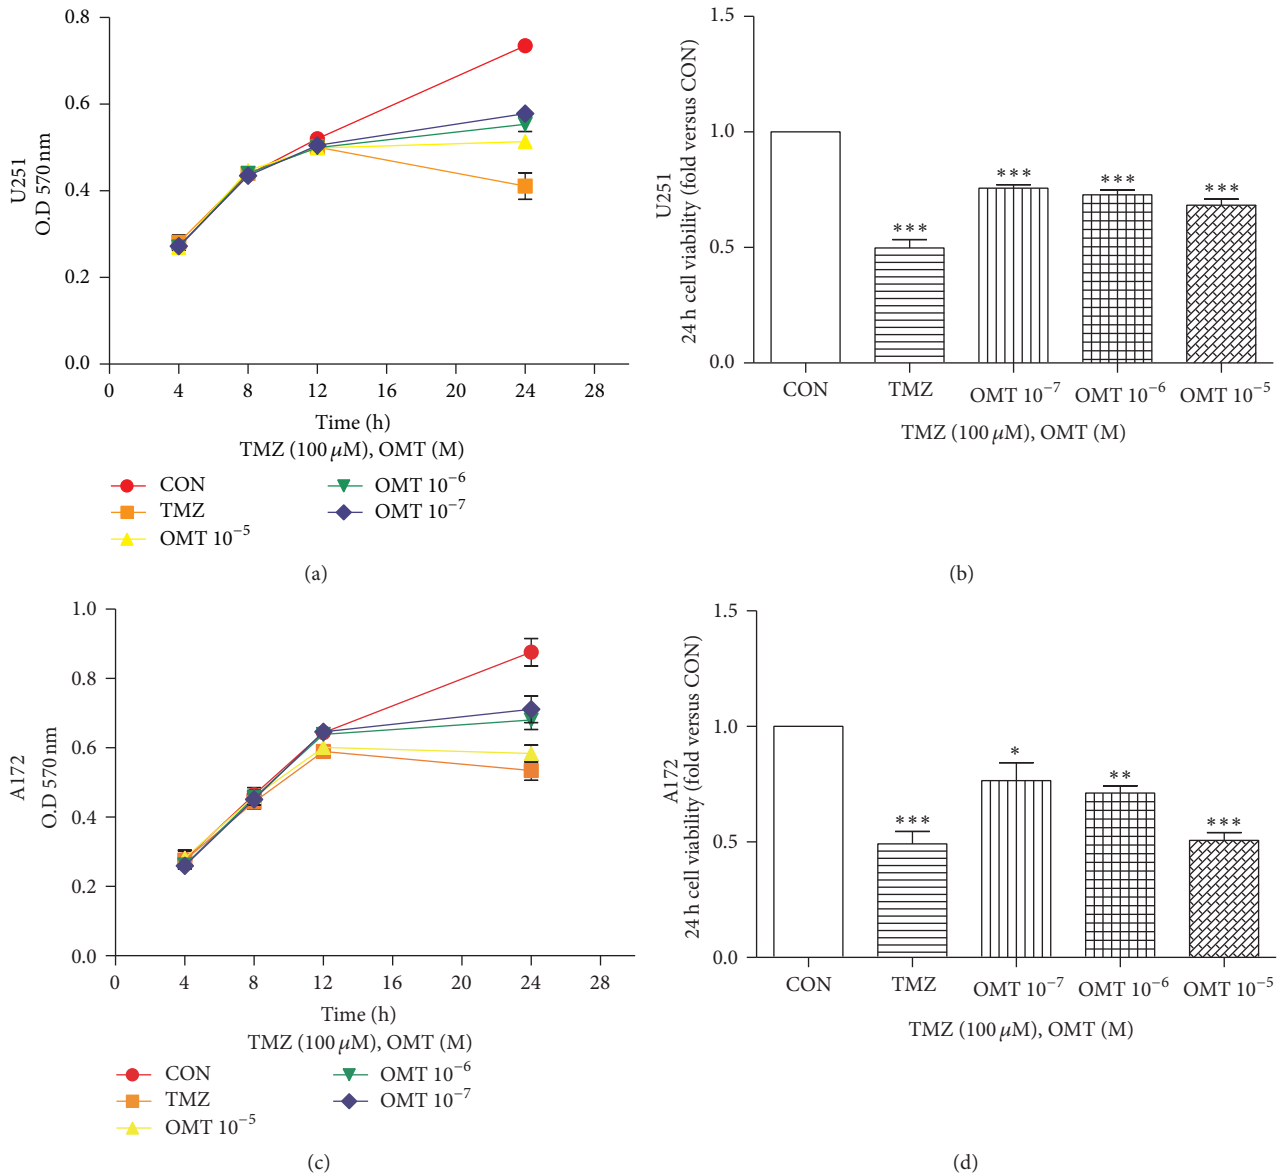 0.8
0.6
0.4
0.2
0.0
U251
O.D 570 nm
0 4 8 12 16 20 24 28
Time (h)
TMZ (100 μM), OMT (M)
CON
TMZ
OMT 10⁻⁵
OMT 10⁻⁶
OMT 10⁻⁷
(a)
1.5
1.0
0.5
0.0
U251
24 h cell viability (fold versus CON)
*** *** *** ***
CON TMZ OMT 10⁻⁷ OMT 10⁻⁶ OMT 10⁻⁵
TMZ (100 μM), OMT (M)
(b)
1.0
0.8
0.6
0.4
0.2
0.0
A172
O.D 570 nm
0 4 8 12 16 20 24 28
Time (h)
TMZ (100 μM), OMT (M)
CON
TMZ
OMT 10⁻⁵
OMT 10⁻⁶
OMT 10⁻⁷
(c)
1.5
1.0
0.5
0.0
A172
24 h cell viability (fold versus CON)
*** * ** ***
CON TMZ OMT 10⁻⁷ OMT 10⁻⁶ OMT 10⁻⁵
TMZ (100 μM), OMT (M)
(d)